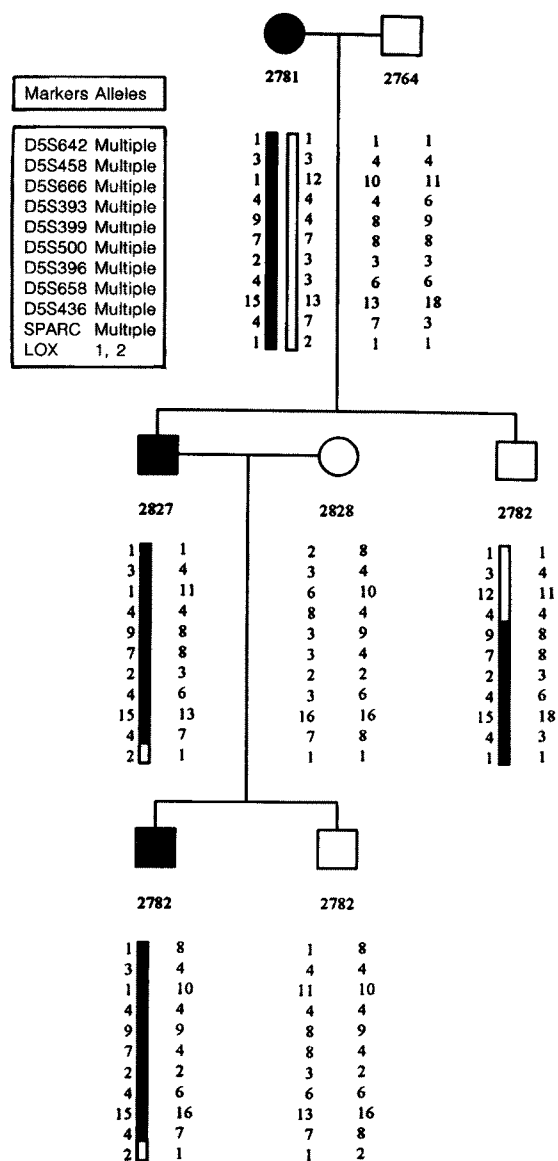 2781 2764
Markers Alleles
D5S642 Multiple
D5S458 Multiple
D5S666 Multiple
D5S393 Multiple
D5S399 Multiple
D5S500 Multiple
D5S396 Multiple
D5S658 Multiple
D5S436 Multiple
SPARC Multiple
LOX 1, 2
1 1 1 1
3 3 4 4
1 12 10 11
4 4 4 6
9 4 8 9
7 7 8 8
2 3 3 3
4 3 6 6
15 13 13 18
4 7 7 3
1 2 1 1
2827 2828 2782
1 1 2 8 1 1
3 4 3 4 3 4
1 11 6 10 12 11
4 4 8 4 4 4
9 8 3 9 9 8
7 8 3 4 7 8
2 3 2 2 2 3
4 6 3 6 4 6
15 13 16 16 15 18
4 7 7 8 4 3
2 1 1 1 1 1
2782 2782
1 8 1 8
3 4 4 4
1 10 11 10
4 4 4 4
9 9 8 9
7 4 8 4
2 2 3 2
4 6 6 6
15 16 13 16
4 7 7 8
2 1 1 2